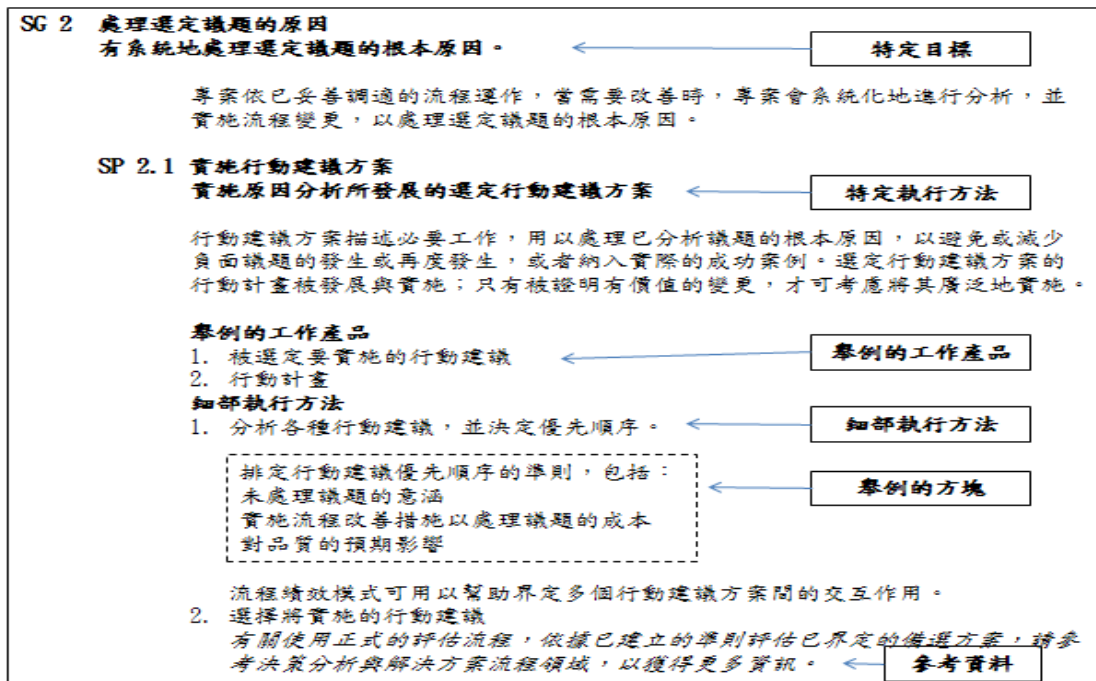 SG 2 處理選定議題的原因
有系統地處理選定議題的根本原因。
特定目標
專案依已妥善調適的流程運作，當需要改善時，專案會系統化地進行分析，並
實施流程變更，以處理選定議題的根本原因。
SP 2.1 實施行動建議方案
實施原因分析所發展的選定行動建議方案
特定執行方法
行動建議方案描述必要工作，用以處理已分析議題的根本原因，以避免或減少
負面議題的發生或再度發生，或者納入實際的成功案例。選定行動建議方案的
行動計畫被發展與實施；只有被證明有價值的變更，才可考慮將其廣泛地實施。
舉例的工作產品
1. 被選定要實施的行動建議
舉例的工作產品
2. 行動計畫
細部執行方法
1. 分析各種行動建議，並決定優先順序。
細部執行方法
排定行動建議優先順序的準則，包括：
未處理議題的意涵
實施流程改善措施以處理議題的成本
對品質的預期影響
舉例的方塊
流程績效模式可用以幫助界定多個行動建議方案間的交互作用。
2. 選擇將實施的行動建議
有關使用正式的評估流程，依據已建立的準則評估已界定的備選方案，請參
考決策分析與解決方案流程領域，以獲得更多資訊。
參考資料